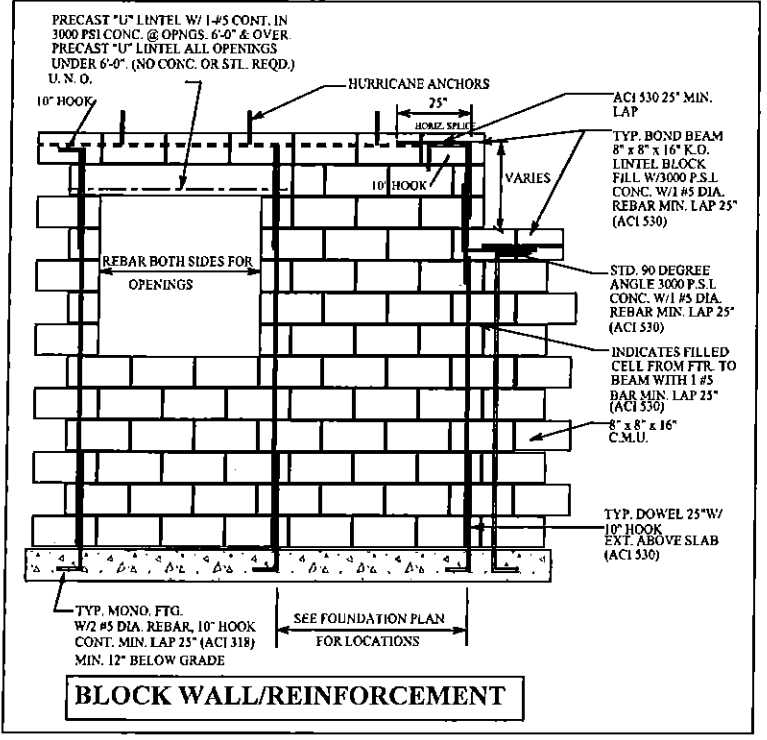 PRECAST "U" LINTEL W/ 1-#5 CONT. IN
3000 PSI CONC. @ OPNGS. 6'-0" & OVER.
PRECAST "U" LINTEL ALL OPENINGS
UNDER 6'-0". (NO CONC. OR STL. REQD.)
U. N. O.
10" HOOK
HURRICANE ANCHORS
25"
HORIZ. SPLICE
10" HOOK
VARIES
ACI 530 25" MIN.
LAP
TYP. BOND BEAM
8" x 8" x 16" K.O.
LINTEL BLOCK
FILL W/3000 P.S.I.
CONC. W/1 #5 DIA.
REBAR MIN. LAP 25"
(ACI 530)
REBAR BOTH SIDES FOR
OPENINGS
STD. 90 DEGREE
ANGLE 3000 P.S.I.
CONC. W/1 #5 DIA.
REBAR MIN. LAP 25"
(ACI 530)
INDICATES FILLED
CELL FROM FTR. TO
BEAM WITH 1 #5
BAR MIN. LAP 25"
(ACI 530)
8" x 8" x 16"
C.M.U.
TYP. DOWEL 25"W/
10" HOOK
EXT. ABOVE SLAB
(ACI 530)
TYP. MONO. FTG.
W/2 #5 DIA. REBAR, 10" HOOK
CONT. MIN. LAP 25" (ACI 318)
MIN. 12" BELOW GRADE
SEE FOUNDATION PLAN
FOR LOCATIONS
BLOCK WALL/REINFORCEMENT